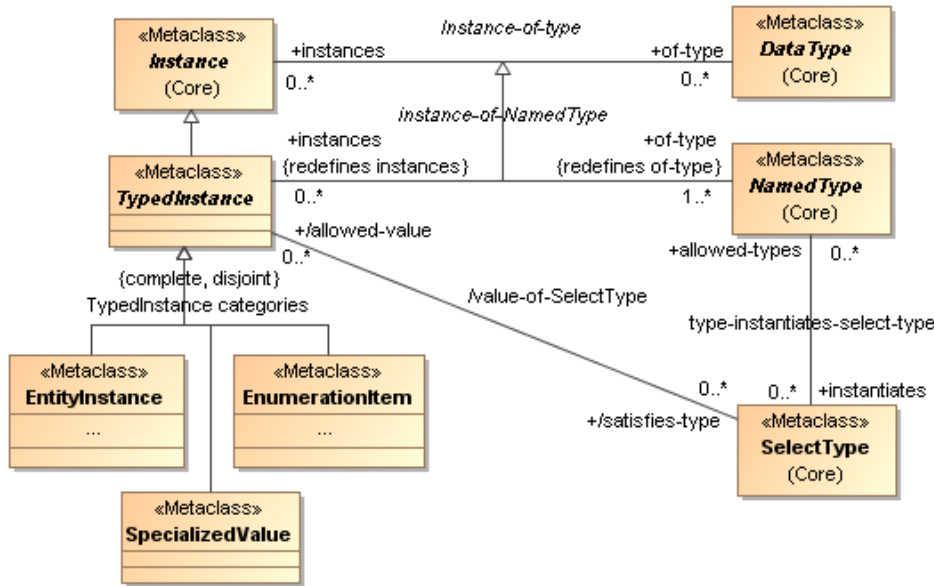 «Metaclass»
Instance
(Core)
+instances
0..*
Instance-of-type
+of-type
0..*
«Metaclass»
DataType
(Core)
instance-of-NamedType
«Metaclass»
TypedInstance
+instances
{redefines instances}
0..*
+of-type
{redefines of-type}
1..*
«Metaclass»
NamedType
(Core)
+/allowed-value
0..*
+allowed-types
0..*
{complete, disjoint}
TypedInstance categories
/value-of-SelectType
type-instantiates-select-type
«Metaclass»
EntityInstance
...
«Metaclass»
EnumerationItem
...
0..*
+/satisfies-type
0..*
+instantiates
«Metaclass»
SelectType
(Core)
«Metaclass»
SpecializedValue